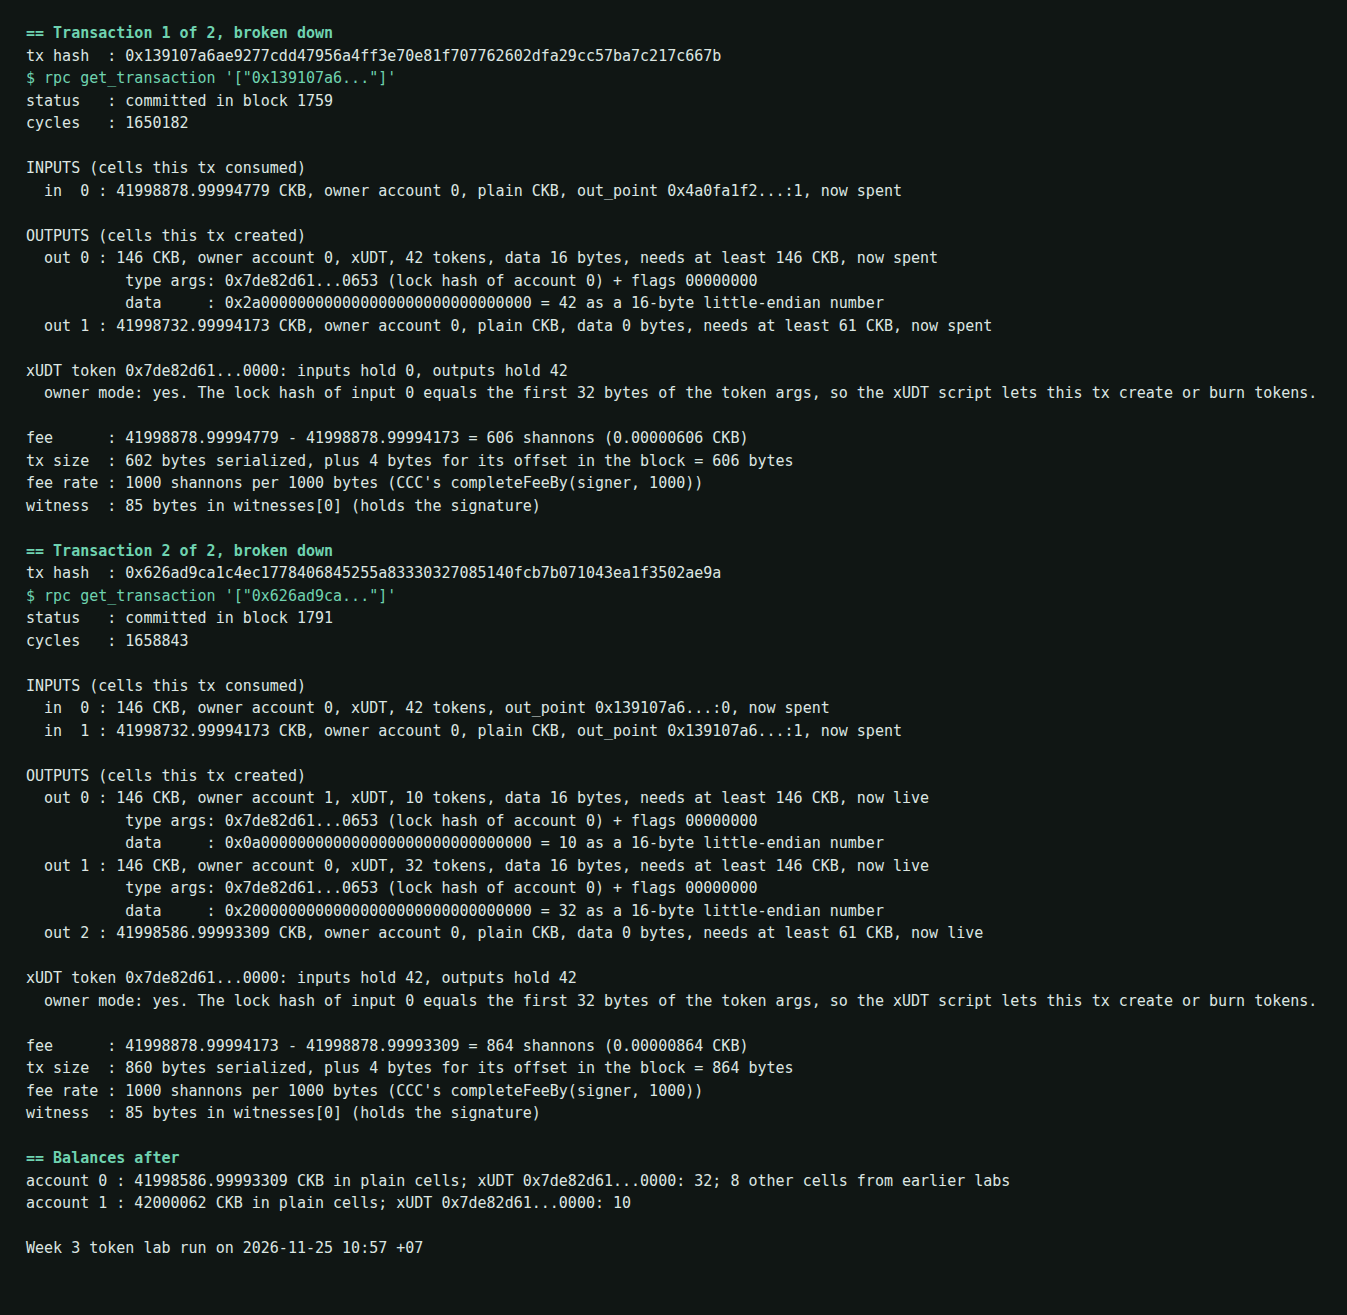 == Transaction 1 of 2, broken down
tx hash  : 0x139107a6ae9277cdd47956a4ff3e70e81f707762602dfa29cc57ba7c217c667b
$ rpc get_transaction '["0x139107a6..."]'
status   : committed in block 1759
cycles   : 1650182
INPUTS (cells this tx consumed)
  in  0 : 41998878.99994779 CKB, owner account 0, plain CKB, out_point 0x4a0fa1f2...:1, now spent
OUTPUTS (cells this tx created)
  out 0 : 146 CKB, owner account 0, xUDT, 42 tokens, data 16 bytes, needs at least 146 CKB, now spent
           type args: 0x7de82d61...0653 (lock hash of account 0) + flags 00000000
           data     : 0x2a000000000000000000000000000000 = 42 as a 16-byte little-endian number
  out 1 : 41998732.99994173 CKB, owner account 0, plain CKB, data 0 bytes, needs at least 61 CKB, now spent
xUDT token 0x7de82d61...0000: inputs hold 0, outputs hold 42
  owner mode: yes. The lock hash of input 0 equals the first 32 bytes of the token args, so the xUDT script lets this tx create or burn tokens.
fee      : 41998878.99994779 - 41998878.99994173 = 606 shannons (0.00000606 CKB)
tx size  : 602 bytes serialized, plus 4 bytes for its offset in the block = 606 bytes
fee rate : 1000 shannons per 1000 bytes (CCC's completeFeeBy(signer, 1000))
witness  : 85 bytes in witnesses[0] (holds the signature)
== Transaction 2 of 2, broken down
tx hash  : 0x626ad9ca1c4ec1778406845255a83330327085140fcb7b071043ea1f3502ae9a
$ rpc get_transaction '["0x626ad9ca..."]'
status   : committed in block 1791
cycles   : 1658843
INPUTS (cells this tx consumed)
  in  0 : 146 CKB, owner account 0, xUDT, 42 tokens, out_point 0x139107a6...:0, now spent
  in  1 : 41998732.99994173 CKB, owner account 0, plain CKB, out_point 0x139107a6...:1, now spent
OUTPUTS (cells this tx created)
  out 0 : 146 CKB, owner account 1, xUDT, 10 tokens, data 16 bytes, needs at least 146 CKB, now live
           type args: 0x7de82d61...0653 (lock hash of account 0) + flags 00000000
           data     : 0x0a000000000000000000000000000000 = 10 as a 16-byte little-endian number
  out 1 : 146 CKB, owner account 0, xUDT, 32 tokens, data 16 bytes, needs at least 146 CKB, now live
           type args: 0x7de82d61...0653 (lock hash of account 0) + flags 00000000
           data     : 0x20000000000000000000000000000000 = 32 as a 16-byte little-endian number
  out 2 : 41998586.99993309 CKB, owner account 0, plain CKB, data 0 bytes, needs at least 61 CKB, now live
xUDT token 0x7de82d61...0000: inputs hold 42, outputs hold 42
  owner mode: yes. The lock hash of input 0 equals the first 32 bytes of the token args, so the xUDT script lets this tx create or burn tokens.
fee      : 41998878.99994173 - 41998878.99993309 = 864 shannons (0.00000864 CKB)
tx size  : 860 bytes serialized, plus 4 bytes for its offset in the block = 864 bytes
fee rate : 1000 shannons per 1000 bytes (CCC's completeFeeBy(signer, 1000))
witness  : 85 bytes in witnesses[0] (holds the signature)
== Balances after
account 0 : 41998586.99993309 CKB in plain cells; xUDT 0x7de82d61...0000: 32; 8 other cells from earlier labs
account 1 : 42000062 CKB in plain cells; xUDT 0x7de82d61...0000: 10
Week 3 token lab run on 2026-11-25 10:57 +07